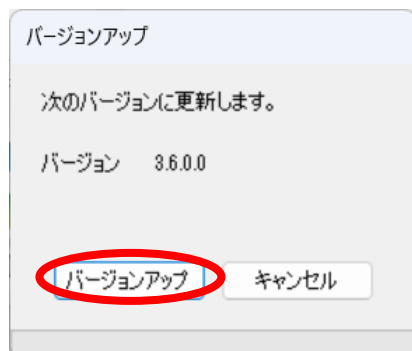 バージョンアップ
次のバージョンに更新します。
バージョン 3.6.0.0
バージョンアップ キャンセル